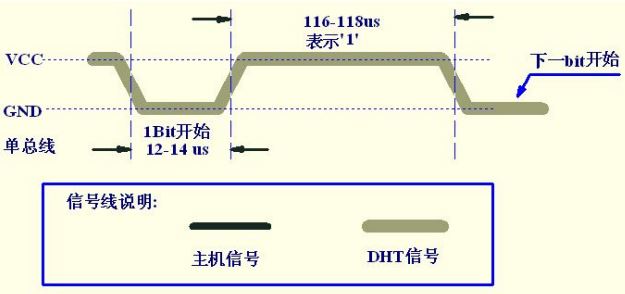 116-118us
表示'1'
VCC
下一bit开始
GND
1Bit开始
单总线
12-14 us
信号线说明:
主机信号
DHT信号